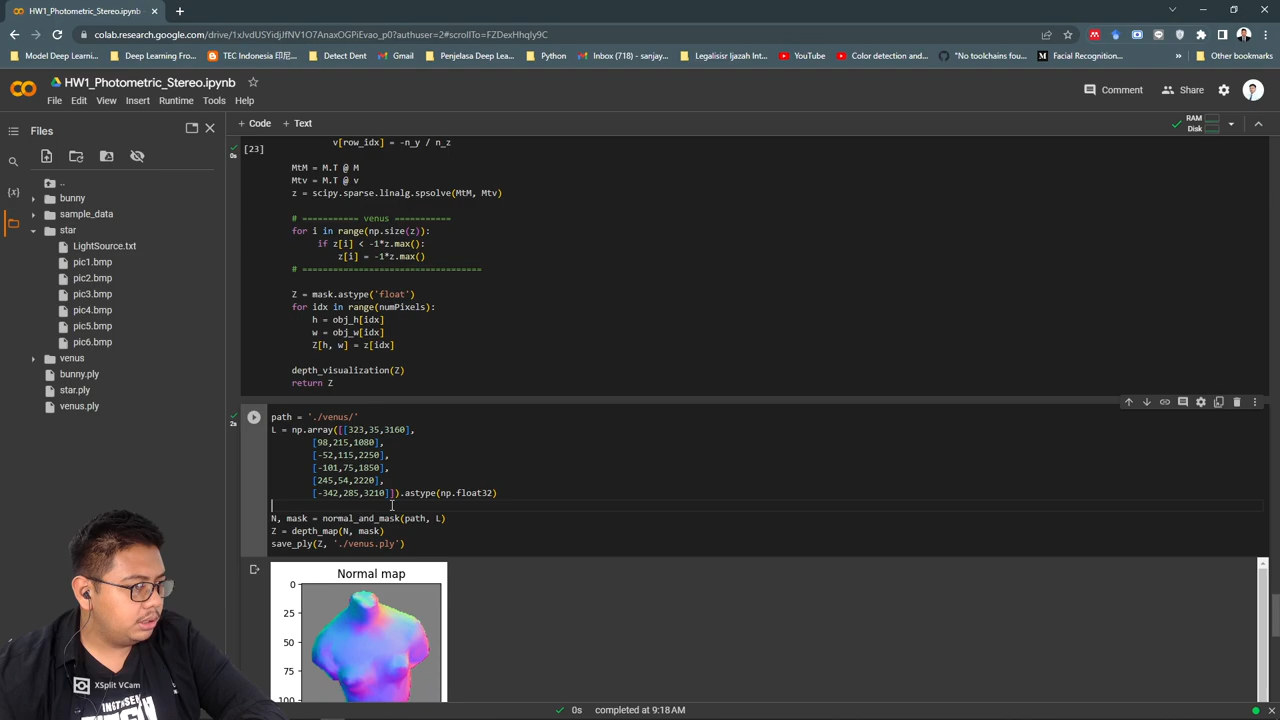 HW1_Photometric_Stereo.ipynb -
colab.research.google.com/drive/1xJvdUSYidjJfNV1O7AnaxOGPiEvao_p0?authuser=2#scrollTo=FZDexHhqIy9C
Model Deep Learni...
Deep Learning Fro...
TEC Indonesia 印尼...
Detect Dent
Gmail
Penjelasa Deep Lea...
Python
Inbox (718) - sanjay...
Legalisir Ijazah Inst...
YouTube
Color detection an...
"No toolchains fou...
Facial Recognition...
Other bookmarks
HW1_Photometric_Stereo.ipynb
Comment
Share
File Edit View Insert Runtime Tools Help
Files
+ Code + Text
RAM
Disk
..
bunny
sample_data
star
LightSource.txt
pic1.bmp
pic2.bmp
pic3.bmp
pic4.bmp
pic5.bmp
pic6.bmp
venus
bunny.ply
star.ply
venus.ply
[23]
0s
v[row_idx] = -n_y / n_z
MtM = M.T @ M
Mtv = M.T @ v
z = scipy.sparse.linalg.spsolve(MtM, Mtv)
# =========== venus ===========
for i in range(np.size(z)):
if z[i] < -1*z.max():
z[i] = -1*z.max()
# ===================================
Z = mask.astype('float')
for idx in range(numPixels):
h = obj_h[idx]
w = obj_w[idx]
Z[h, w] = z[idx]
depth_visualization(Z)
return Z
2s
path = './venus/'
L = np.array([[323,35,3160],
[98,215,1080],
[-52,115,2250],
[-101,75,1850],
[245,54,2220],
[-342,285,3210]]).astype(np.float32)
N, mask = normal_and_mask(path, L)
Z = depth_map(N, mask)
save_ply(Z, './venus.ply')
Normal map
0
25
50
75
100
XSplit VCam
0s completed at 9:18AM